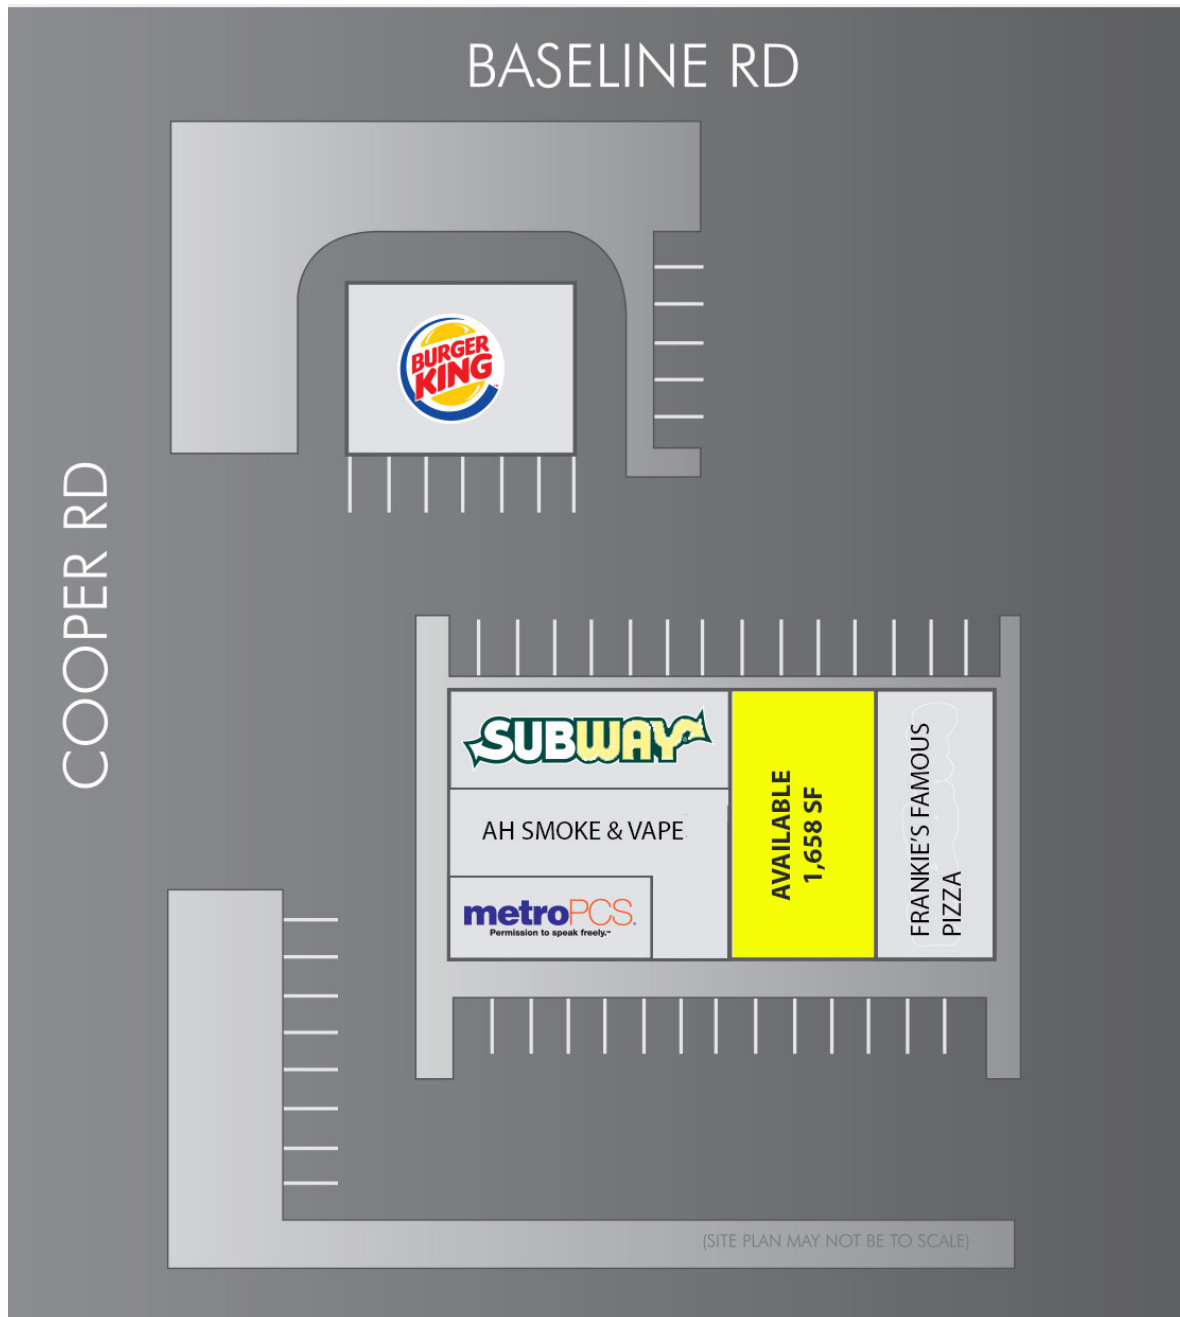 BASELINE RD
BURGER
KING
COOPER RD
SUBWAY
AH SMOKE & VAPE
metroPCS.
Permission to speak freely.℠
AVAILABLE
1,658 SF
FRANKIE'S FAMOUS
PIZZA
(SITE PLAN MAY NOT BE TO SCALE)